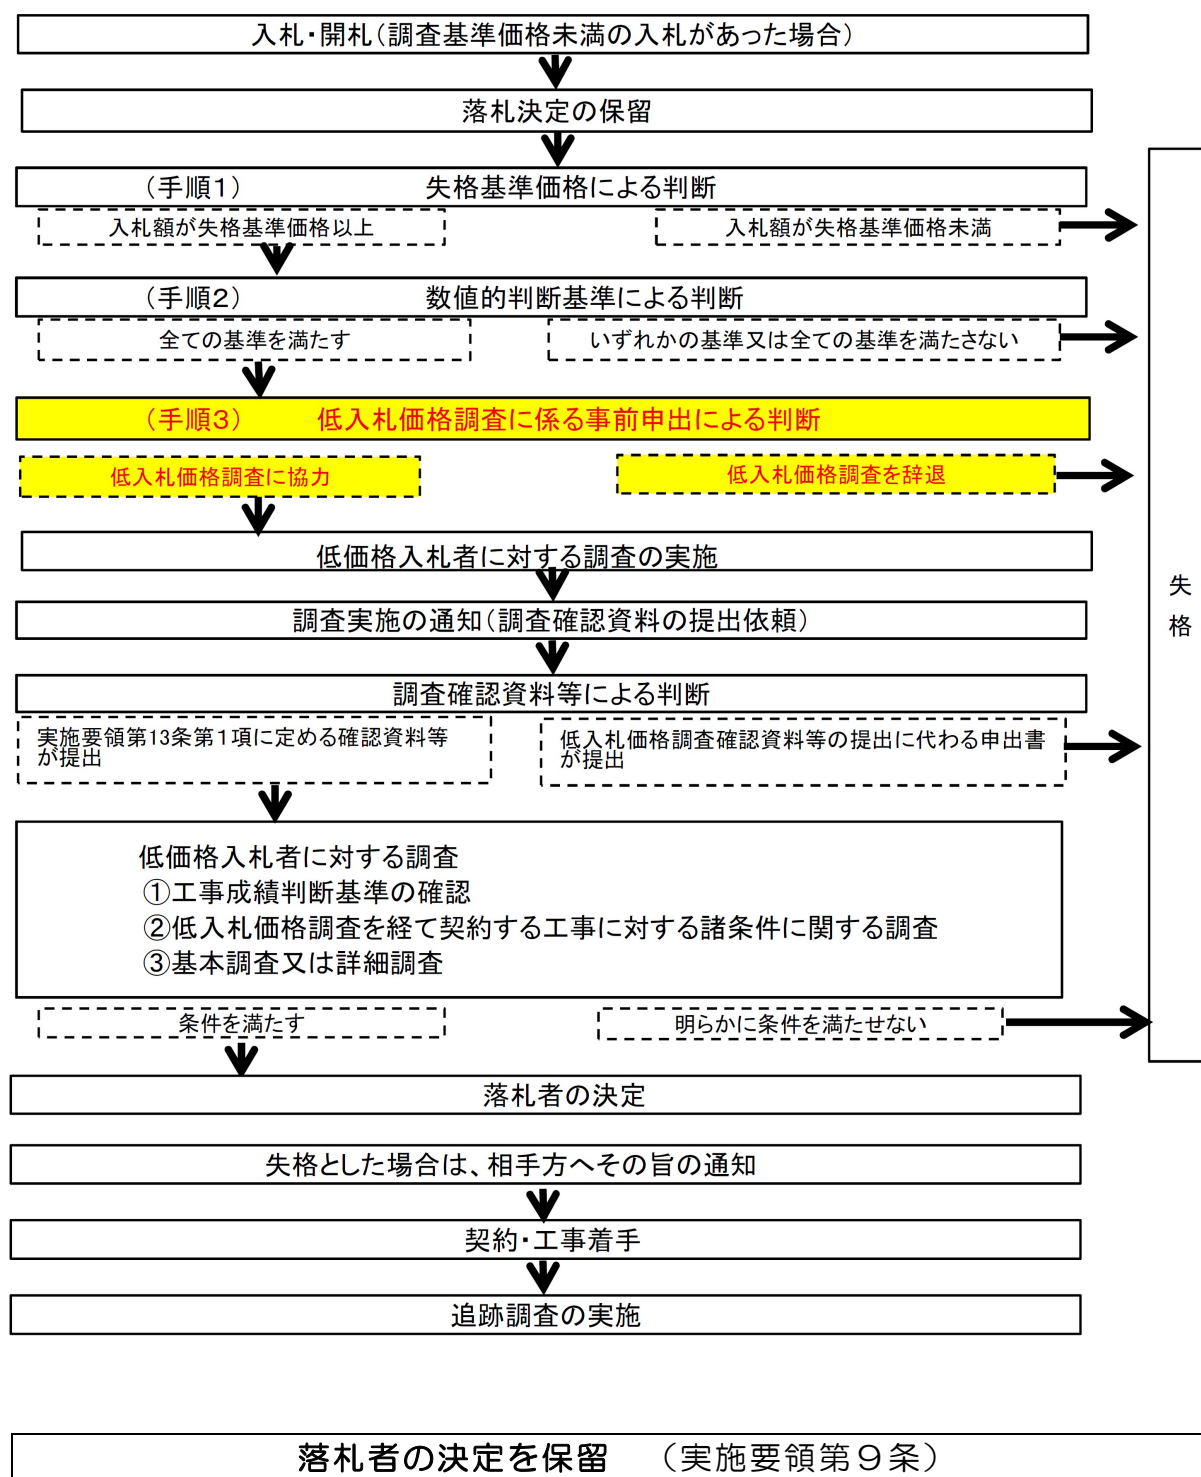 入札・開札（調査基準価格未満の入札があった場合）
落札決定の保留
（手順１）　失格基準価格による判断
入札額が失格基準価格以上
入札額が失格基準価格未満
（手順２）　数値的判断基準による判断
全ての基準を満たす
いずれかの基準又は全ての基準を満たさない
（手順３）　低入札価格調査に係る事前申出による判断
低入札価格調査に協力
低入札価格調査を辞退
低価格入札者に対する調査の実施
失
格
調査実施の通知（調査確認資料の提出依頼）
調査確認資料等による判断
実施要領第13条第１項に定める確認資料等
が提出
低入札価格調査確認資料等の提出に代わる申出書
が提出
低価格入札者に対する調査
①工事成績判断基準の確認
②低入札価格調査を経て契約する工事に対する諸条件に関する調査
③基本調査又は詳細調査
条件を満たす
明らかに条件を満たせない
落札者の決定
失格とした場合は、相手方へその旨の通知
契約・工事着手
追跡調査の実施
落札者の決定を保留　（実施要領第９条）